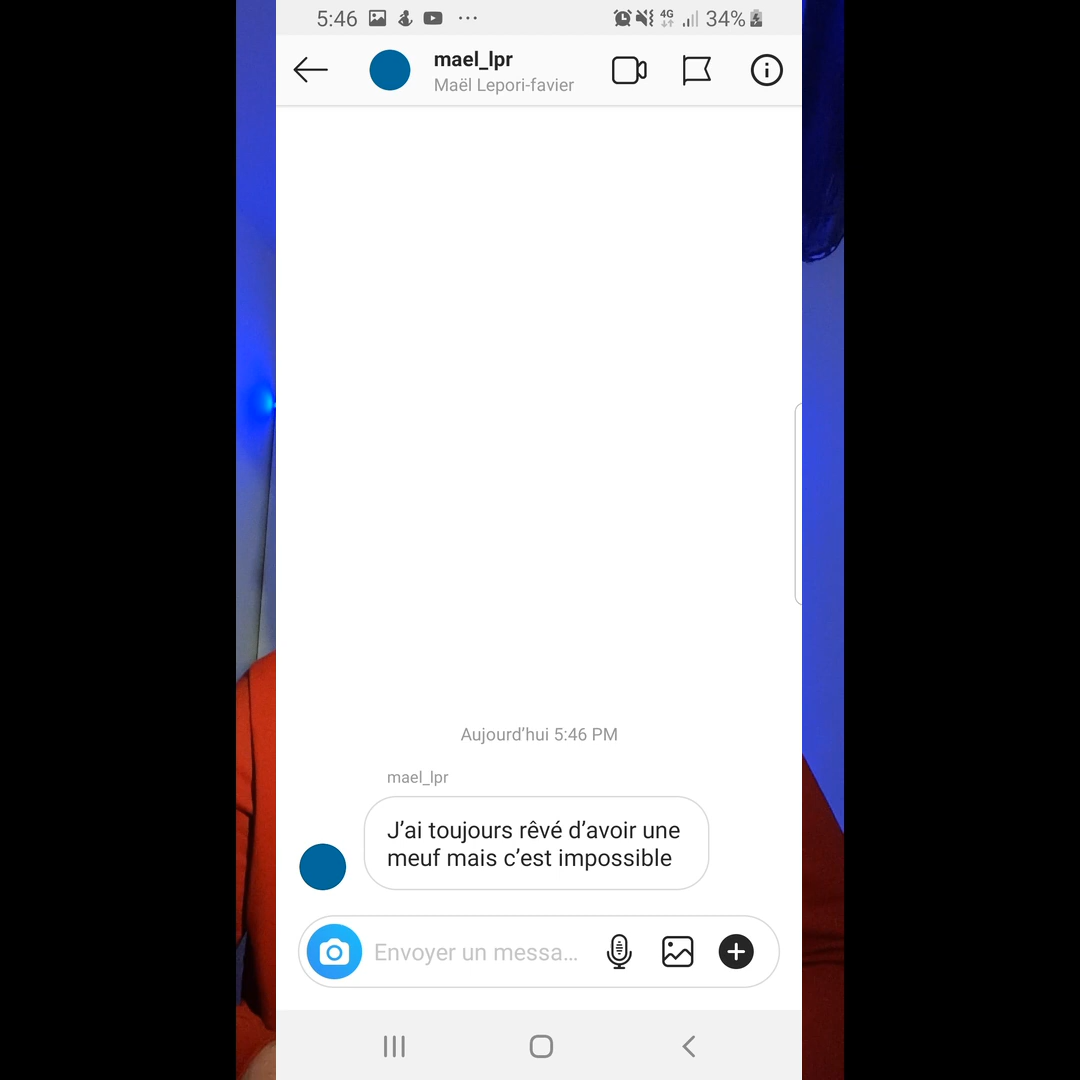 5:46 4G 34%
mael_lpr
Maël Lepori-favier
Aujourd’hui 5:46 PM
mael_lpr
J’ai toujours rêvé d’avoir une
meuf mais c’est impossible
Envoyer un messa...